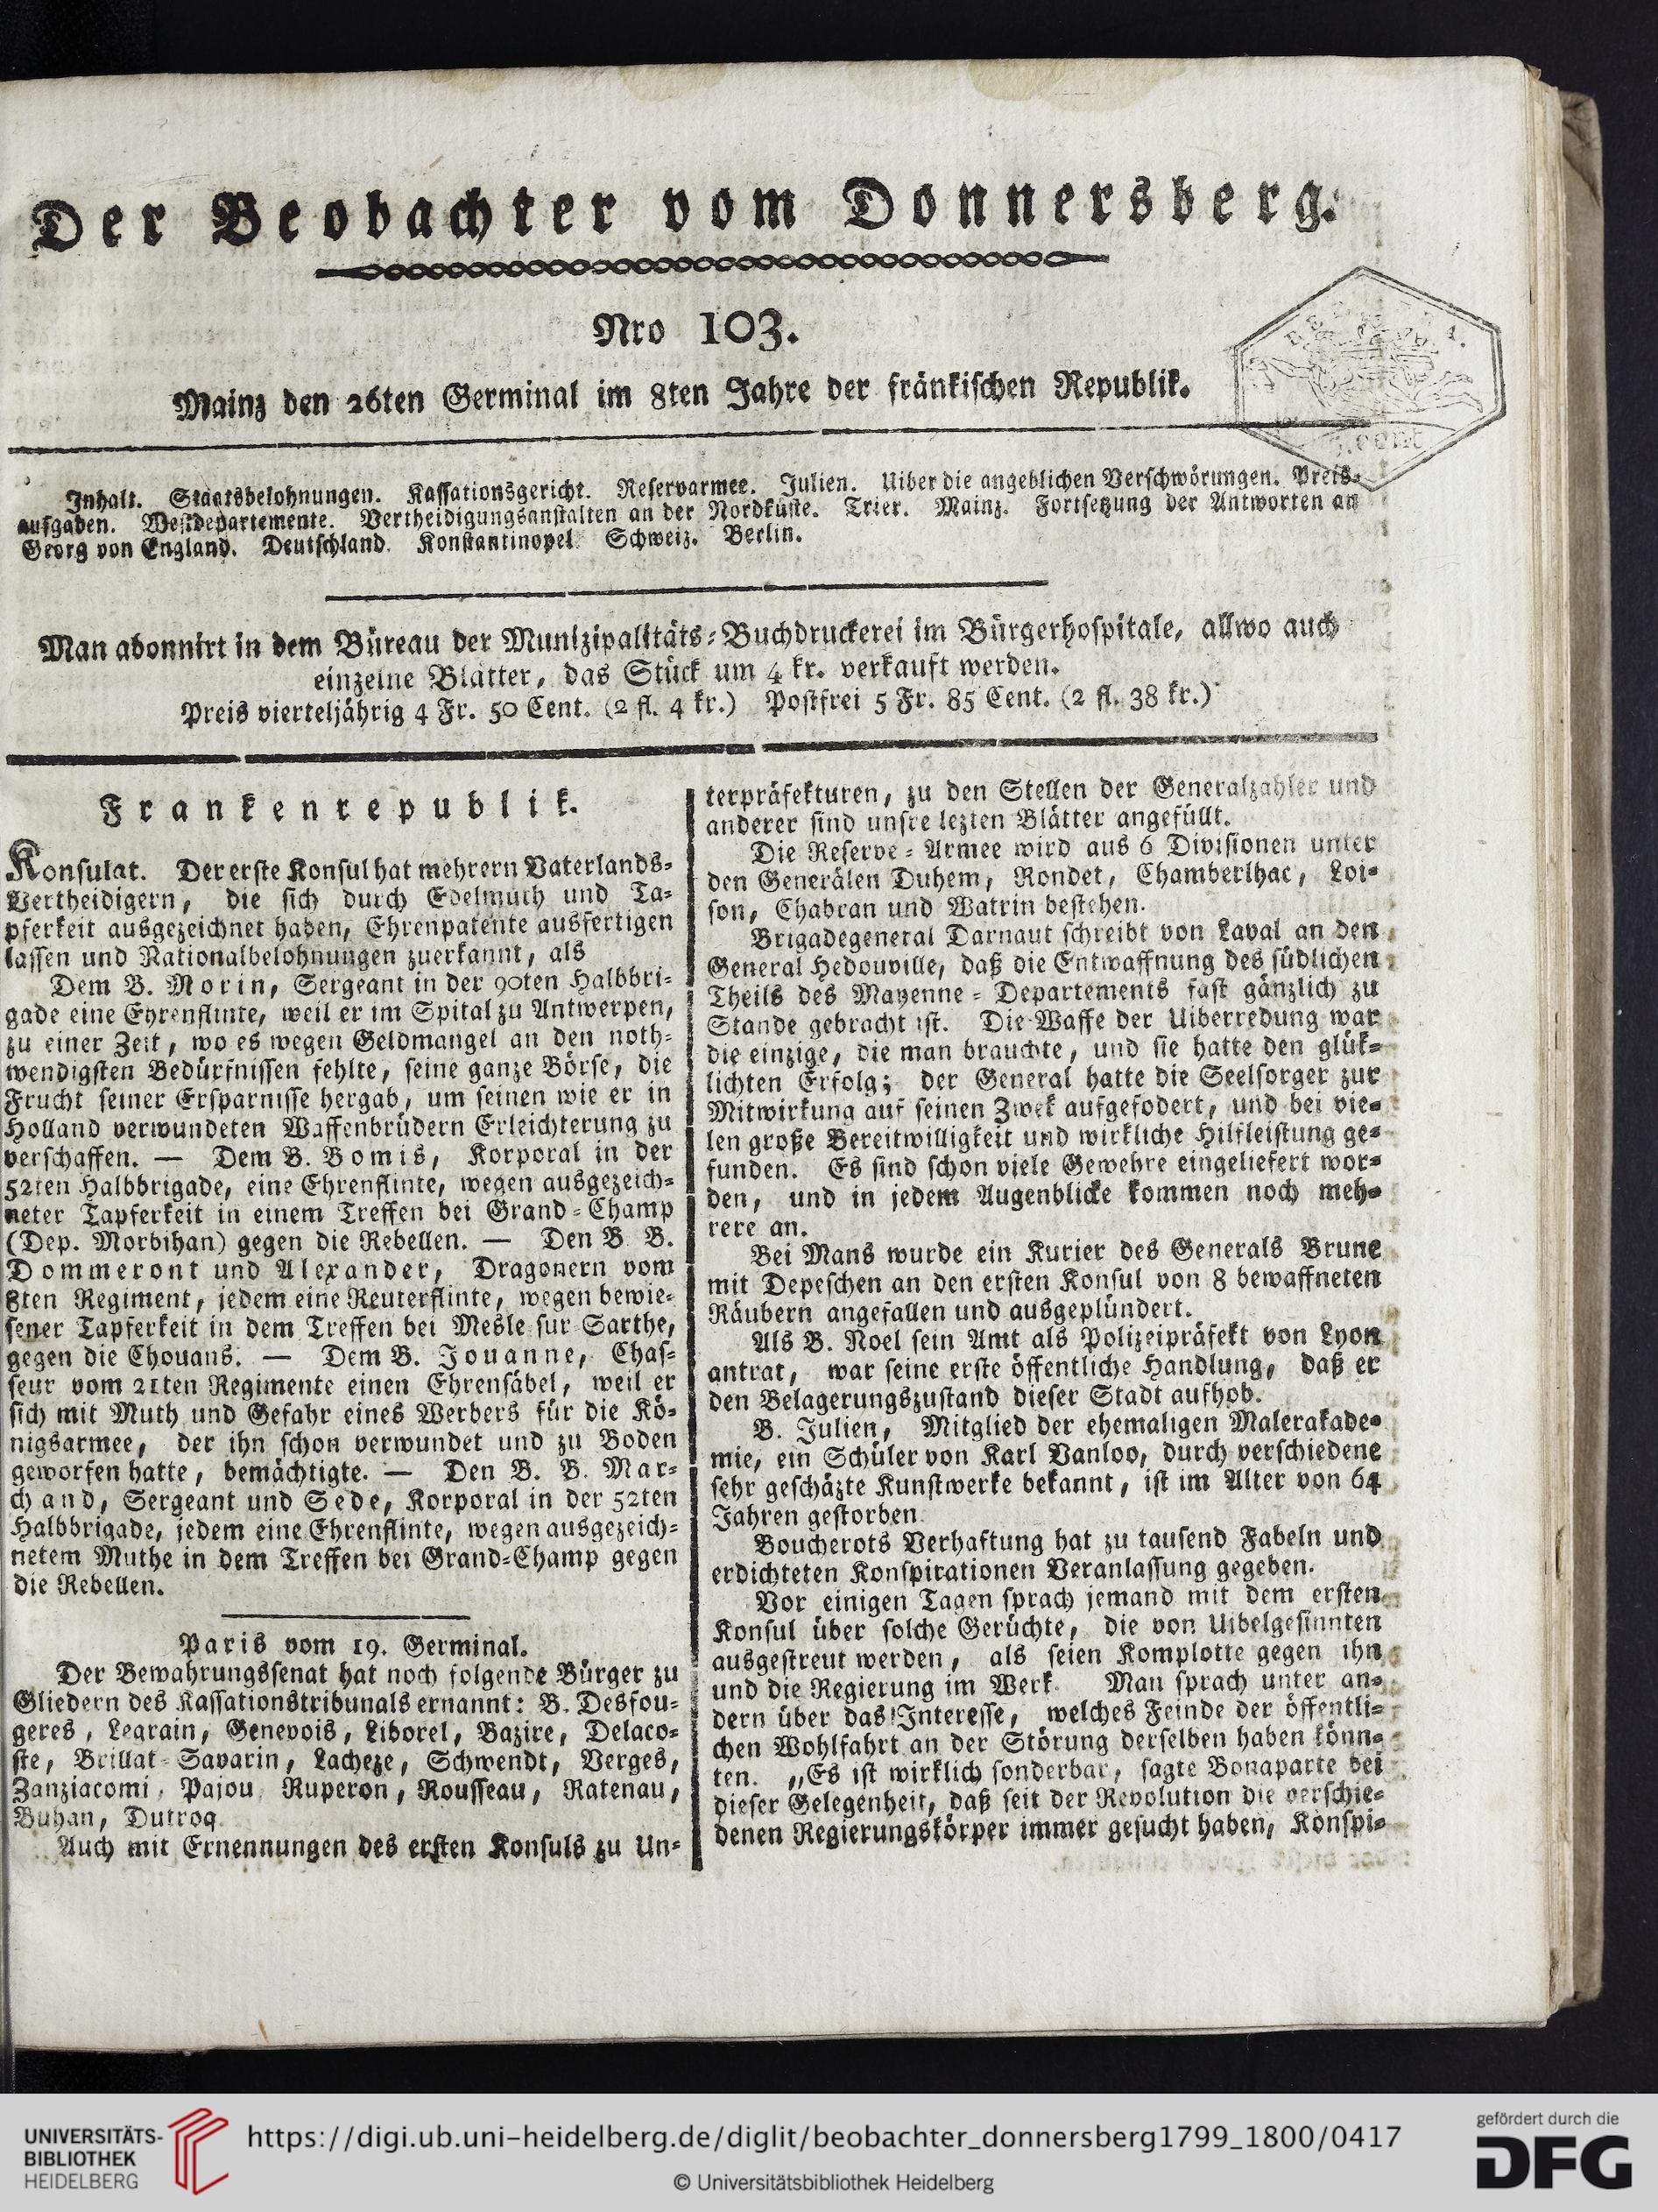 Der Beobachter vom Donnersberg.
Nro 103.
Mainz den 26ten Germinal im 8ten Jahre der fränkischen Republik.
Inhalt. Staatsbelohnungen. Kassationsgericht. Reservarmee. Julien. Uiber die angeblichen Verschwörungen. Preis-
aufgaben. Westdepartemente. Vertheidigungsanstalten an der Nordküste. Trier. Mainz. Fortsetzung der Antworten an
Georg von England. Deutschland. Konstantinopel. Schweiz. Berlin.
Man abonnirt in dem Büreau der Munizipalitäts-Buchdruckerei im Bürgerhospitale, allwo auch
einzelne Blätter, das Stück um 4 kr. verkauft werden.
Preis vierteljährig 4 Fr. 50 Cent. (2 fl. 4 kr.) Postfrei 5 Fr. 85 Cent. (2 fl. 38 kr.)
Frankenrepublik.
Konsulat. Der erste Konsul hat mehrern Vaterlands-
Vertheidigern, die sich durch Edelmuth und Ta-
pferkeit ausgezeichnet haben, Ehrenpatente ausfertigen
lassen und Nationalbelohnungen zuerkannt, als
Dem B. Morin, Sergeant in der 90ten Halbbri-
gade eine Ehrenflinte, weil er im Spital zu Antwerpen,
zu einer Zeit, wo es wegen Geldmangel an den noth-
wendigsten Bedürfnissen fehlte, seine ganze Börse, die
Frucht seiner Ersparnisse hergab, um seinen wie er in
Holland verwundeten Waffenbrüdern Erleichterung zu
verschaffen. — Dem B. Bomis, Korporal in der
52ten Halbbrigade, eine Ehrenflinte, wegen ausgezeich-
neter Tapferkeit in einem Treffen bei Grand-Champ
(Dep. Morbihan) gegen die Rebellen. — Den B. B.
Dommeront und Alexander, Dragonern vom
8ten Regiment, jedem eine Reuterflinte, wegen bewie-
sener Tapferkeit in dem Treffen bei Mesle sur Sarthe,
gegen die Chouans. — Dem B. Jouanne, Chas-
seur vom 21ten Regimente einen Ehrensäbel, weil er
sich mit Muth und Gefahr eines Werbers für die Kö-
nigsarmee, der ihn schon verwundet und zu Boden
geworfen hatte, bemächtigte. — Den B. B. Mar-
chand, Sergeant und Sede, Korporal in der 52ten
Halbbrigade, jedem eine Ehrenflinte, wegen ausgezeich-
netem Muthe in dem Treffen bei Grand-Champ gegen
die Rebellen.
Paris vom 19. Germinal.
Der Bewahrungssenat hat noch folgende Bürger zu
Gliedern des Kassationstribunals ernannt: B. Desfou-
geres, Legrain, Genevois, Liborel, Bazire, Delaco-
ste, Brillat-Savarin, Lacheze, Schwendt, Verges,
Zanziacomi, Pajou, Ruperon, Rousseau, Ratenau,
Buhan, Dutroq
Auch mit Ernennungen des ersten Konsuls zu Un-
terpräfekturen, zu den Stellen der Generalzahler und
anderer sind unsre lezten Blätter angefüllt.
Die Reserve-Armee wird aus 6 Divisionen unter
den Generälen Duhem, Rondet, Chamberlhac, Loi-
son, Chabran und Watrin bestehen.
Brigadegeneral Darnaut schreibt von Laval an den
General Hedouville, daß die Entwaffnung des südlichen
Theils des Mayenne-Departements fast gänzlich zu
Stande gebracht ist. Die Waffe der Uiberredung war
die einzige, die man brauchte, und sie hatte den glük-
lichten Erfolg; der General hatte die Seelsorger zur
Mitwirkung auf seinen Zwek aufgefodert, und bei vie-
len große Bereitwilligkeit und wirkliche Hilfleistung ge-
funden. Es sind schon viele Gewehre eingeliefert wor-
den, und in jedem Augenblicke kommen noch meh-
rere an.
Bei Mans wurde ein Kurier des Generals Brune
mit Depeschen an den ersten Konsul von 8 bewaffneten
Räubern angefallen und ausgeplündert.
Als B. Noel sein Amt als Polizeipräfekt von Lyon
antrat, war seine erste öffentliche Handlung, daß er
den Belagerungszustand dieser Stadt aufhob.
B. Julien, Mitglied der ehemaligen Malerakade-
mie, ein Schüler von Karl Vanloo, durch verschiedene
sehr geschäzte Kunstwerke bekannt, ist im Alter von 64
Jahren gestorben
Boucherots Verhaftung hat zu tausend Fabeln und
erdichteten Konspirationen Veranlassung gegeben.
Vor einigen Tagen sprach jemand mit dem ersten
Konsul über solche Gerüchte, die von Uibelgesinnten
ausgestreut werden, als seien Komplotte gegen ihn
und die Regierung im Werk. Man sprach unter an-
dern über das Interesse, welches Feinde der öffentli-
chen Wohlfahrt an der Störung derselben haben könn-
ten. „Es ist wirklich sonderbar, sagte Bonaparte bei
dieser Gelegenheit, daß seit der Revolution die verschie-
denen Regierungskörper immer gesucht haben, Konspi-
UNIVERSITÄTS-
BIBLIOTHEK
HEIDELBERG
https://digi.ub.uni-heidelberg.de/diglit/beobachter_donnersberg1799_1800/0417
© Universitätsbibliothek Heidelberg
gefördert durch die
DFG